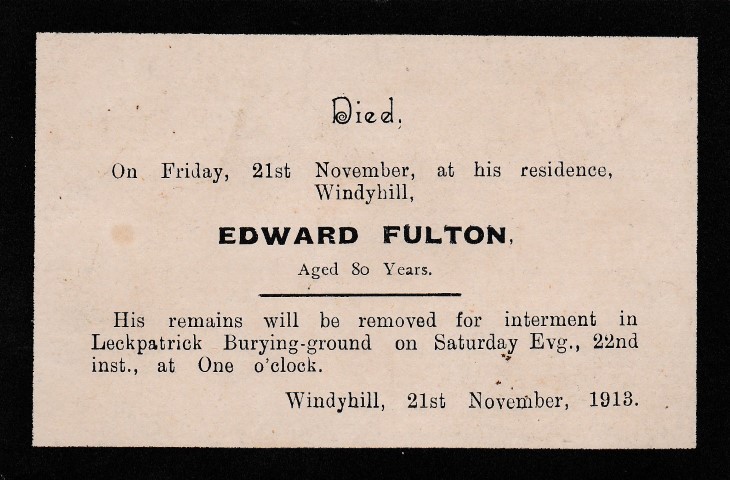 Died,
On Friday, 21st November, at his residence,
Windyhill,
EDWARD FULTON,
Aged 80 Years.
His remains will be removed for interment in
Leckpatrick Burying-ground on Saturday Evg., 22nd
inst., at One o'clock.
Windyhill, 21st November, 1913.